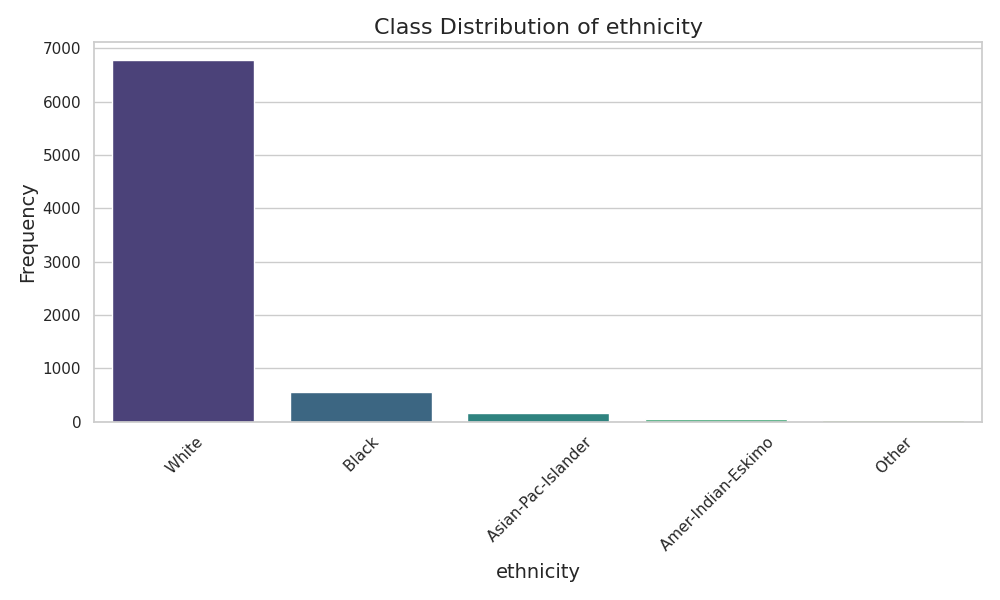 Class Distribution of ethnicity
7000
6000
5000
4000
3000
2000
1000
0
Frequency
White
Black
Asian-Pac-Islander
Amer-Indian-Eskimo
Other
ethnicity